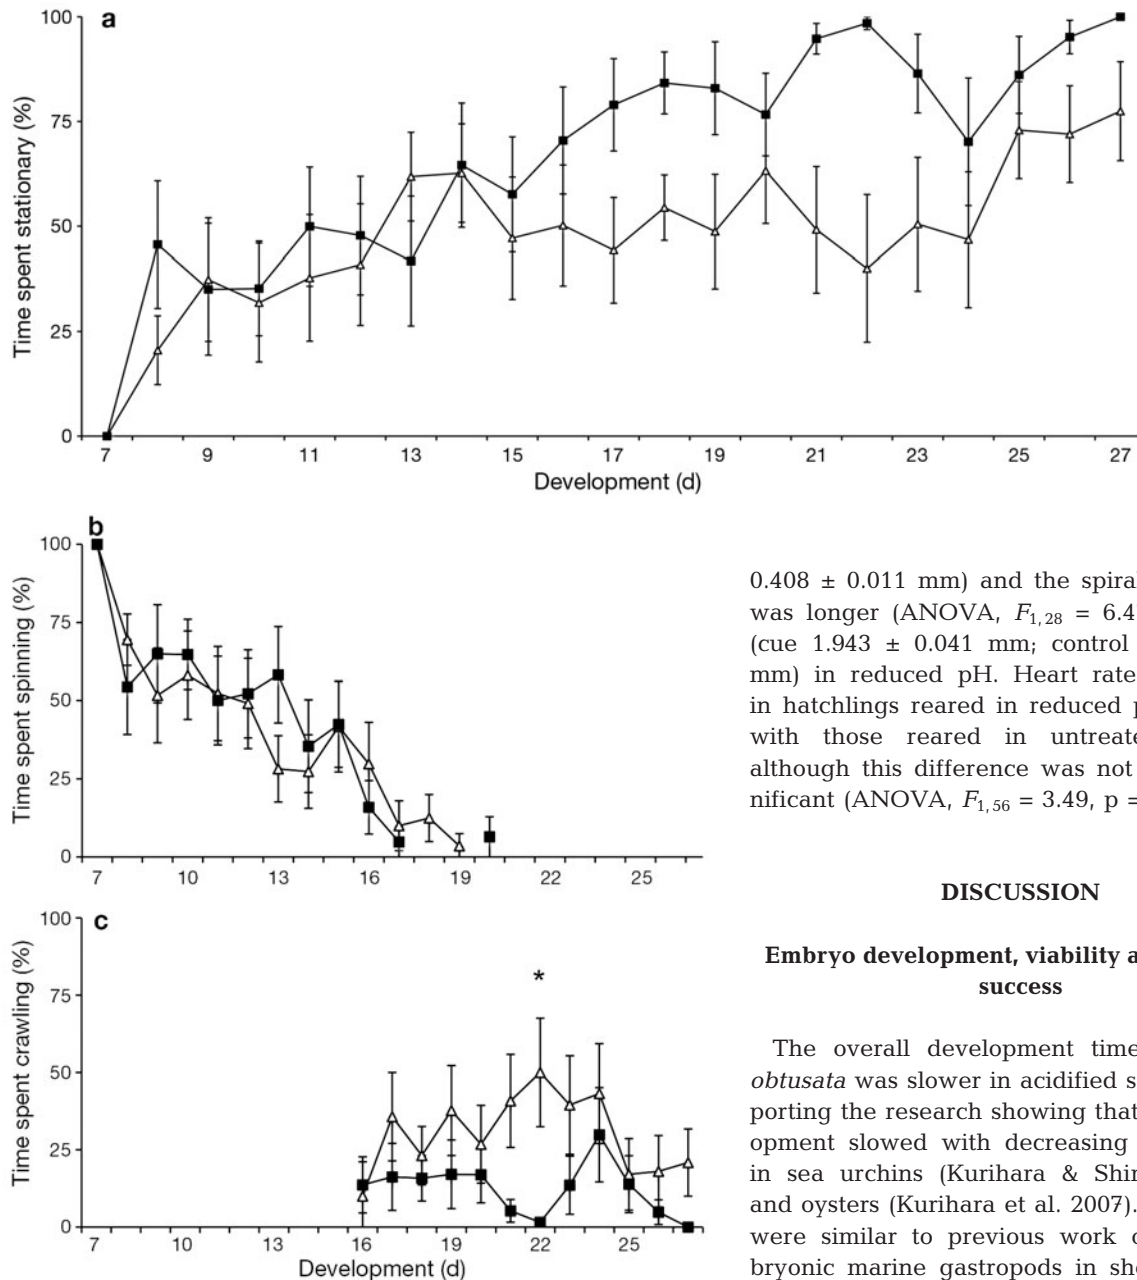 a
Time spent stationary (%)
100
75
50
25
0
7 9 11 13 15 17 19 21 23 25 27
Development (d)
b
Time spent spinning (%)
100
75
50
25
0
7 10 13 16 19 22 25
c
Time spent crawling (%)
100
75
50
25
0
*
7 10 13 16 19 22 25
Development (d)
0.408 ± 0.011 mm) and the spiral
was longer (ANOVA, F1,28 = 6.4
(cue 1.943 ± 0.041 mm; control
mm) in reduced pH. Heart rate
in hatchlings reared in reduced
with those reared in untreate
although this difference was not
nificant (ANOVA, F1,56 = 3.49, p =
DISCUSSION
Embryo development, viability a
success
The overall development time
obtusata was slower in acidified s
porting the research showing that
opment slowed with decreasing
in sea urchins (Kurihara & Shir
and oysters (Kurihara et al. 2007).
were similar to previous work o
bryonic marine gastropods in sh